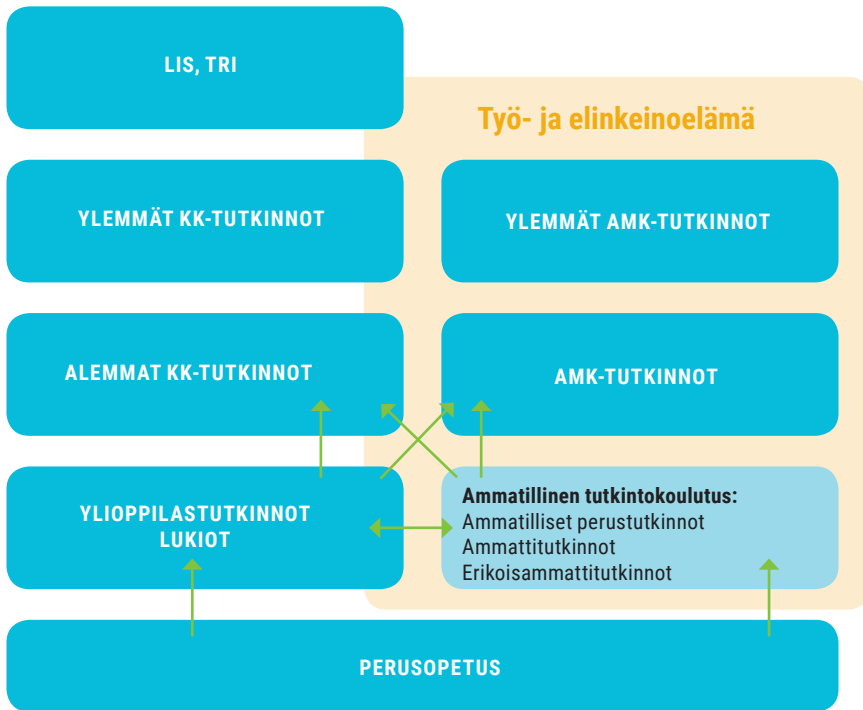 LIS, TRI
Työ- ja elinkeinoelämä
YLEMMÄT KK-TUTKINNOT
YLEMMÄT AMK-TUTKINNOT
ALEMMAT KK-TUTKINNOT
AMK-TUTKINNOT
YLIOPPILASTUTKINNOT
LUKIOT
Ammatillinen tutkintokoulutus:
Ammatilliset perustutkinnot
Ammattitutkinnot
Erikoisammattitutkinnot
PERUSOPETUS